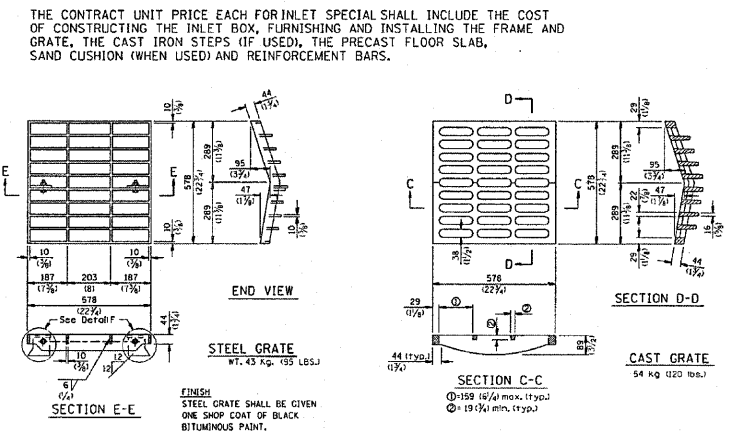 THE CONTRACT UNIT PRICE EACH FOR INLET SPECIAL SHALL INCLUDE THE COST
OF CONSTRUCTING THE INLET BOX, FURNISHING AND INSTALLING THE FRAME AND
GRATE, THE CAST IRON STEPS (IF USED), THE PRECAST FLOOR SLAB,
SAND CUSHION (WHEN USED) AND REINFORCEMENT BARS.
10
(3/8)
44
(1 3/4)
E
E
289
(11 3/8)
578
(22 3/4)
289
(11 3/8)
95
(3 3/4)
47
(1 7/8)
10
(3/8)
10
(3/8)
10
(3/8)
10
(3/8)
187
(7 3/8)
203
(8)
187
(7 3/8)
578
(22 3/4)
END VIEW
See Detail F
44
(1 3/4)
10
(3/8)
12
12
6
(1/4)
SECTION E-E
STEEL GRATE
WT. 43 Kg. (95 LBS.)
FINISH
STEEL GRATE SHALL BE GIVEN
ONE SHOP COAT OF BLACK
BITUMINOUS PAINT.
D
D
C
C
29
(1 1/8)
289
(11 3/8)
578
(22 3/4)
289
(11 3/8)
95
(3 3/4)
47
(1 7/8)
22
(7/8)
16
(5/8)
29
(1 1/8)
44
(1 3/4)
38
(1 1/2)
578
(22 3/4)
SECTION D-D
29
(1 1/8)
①
②
②
89
(3 1/2)
44 (typ.)
(1 3/4)
SECTION C-C
①=159 (6 1/4) max. (typ.)
②= 19 (3/4) min. (typ.)
CAST GRATE
54 kg (120 lbs.)